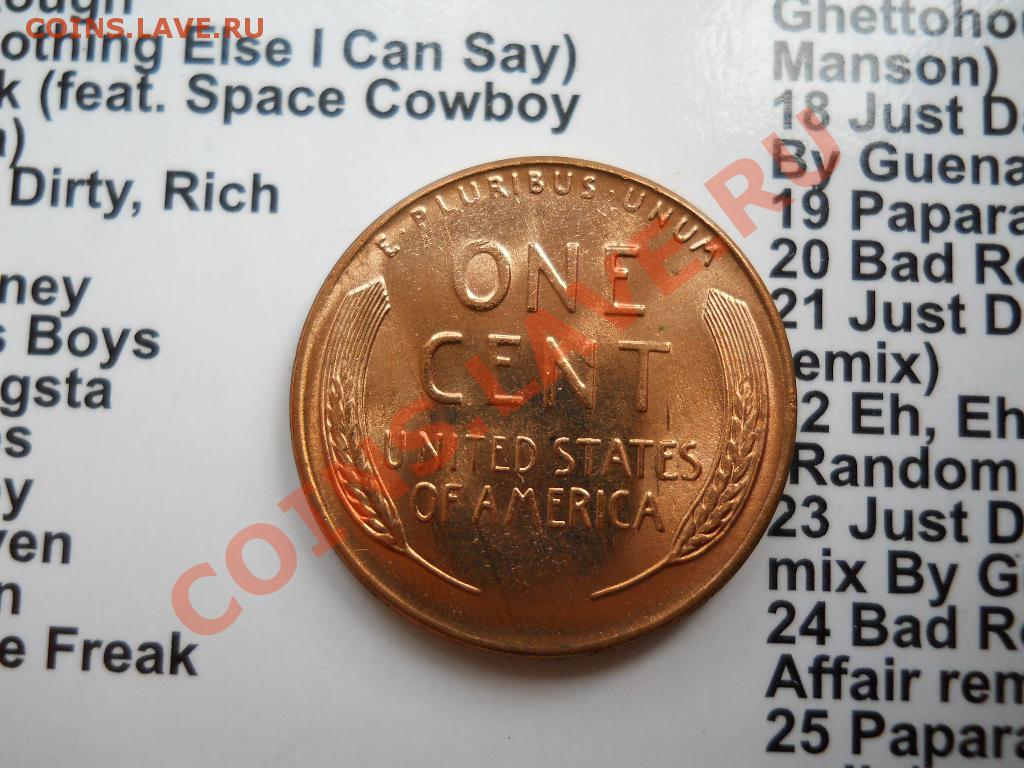 COINS.LAVE.RU
othing Else I Can Say)
k (feat. Space Cowboy
Dirty, Rich
ney
s Boys
gsta
es
ey
ven
n
e Freak
E · PLURIBUS · UNUM
ONE
CENT
UNITED STATES
OF AMERICA
COINS.LAVE.RU
Ghettohou
Manson)
18 Just Da
By Guena
19 Papara
20 Bad Ro
21 Just D
emix)
2 Eh, Eh
Random
23 Just D
mix By G
24 Bad Ro
Affair rem
25 Papara